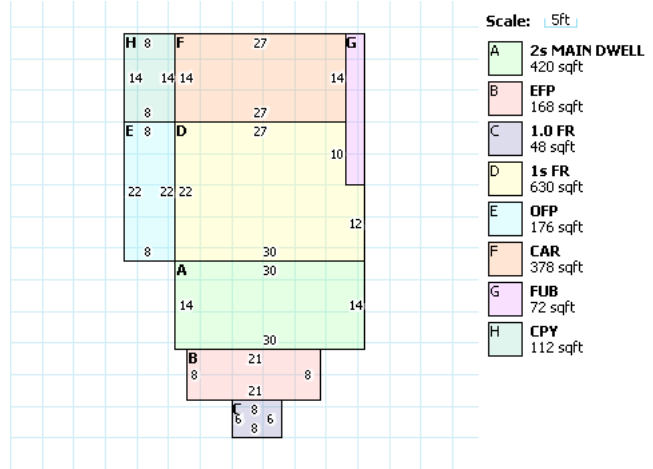 Scale: 5ft
H 8 F 27 G
14 14 14 14
8 27
E 8 D 27
10
22 22 22
12
8 30
A 30
14 14
30
B 21
8 8
21
C 8
6 6
8
A 2s MAIN DWELL
420 sqft
B EFP
168 sqft
C 1.0 FR
48 sqft
D 1s FR
630 sqft
E OFP
176 sqft
F CAR
378 sqft
G FUB
72 sqft
H CPY
112 sqft